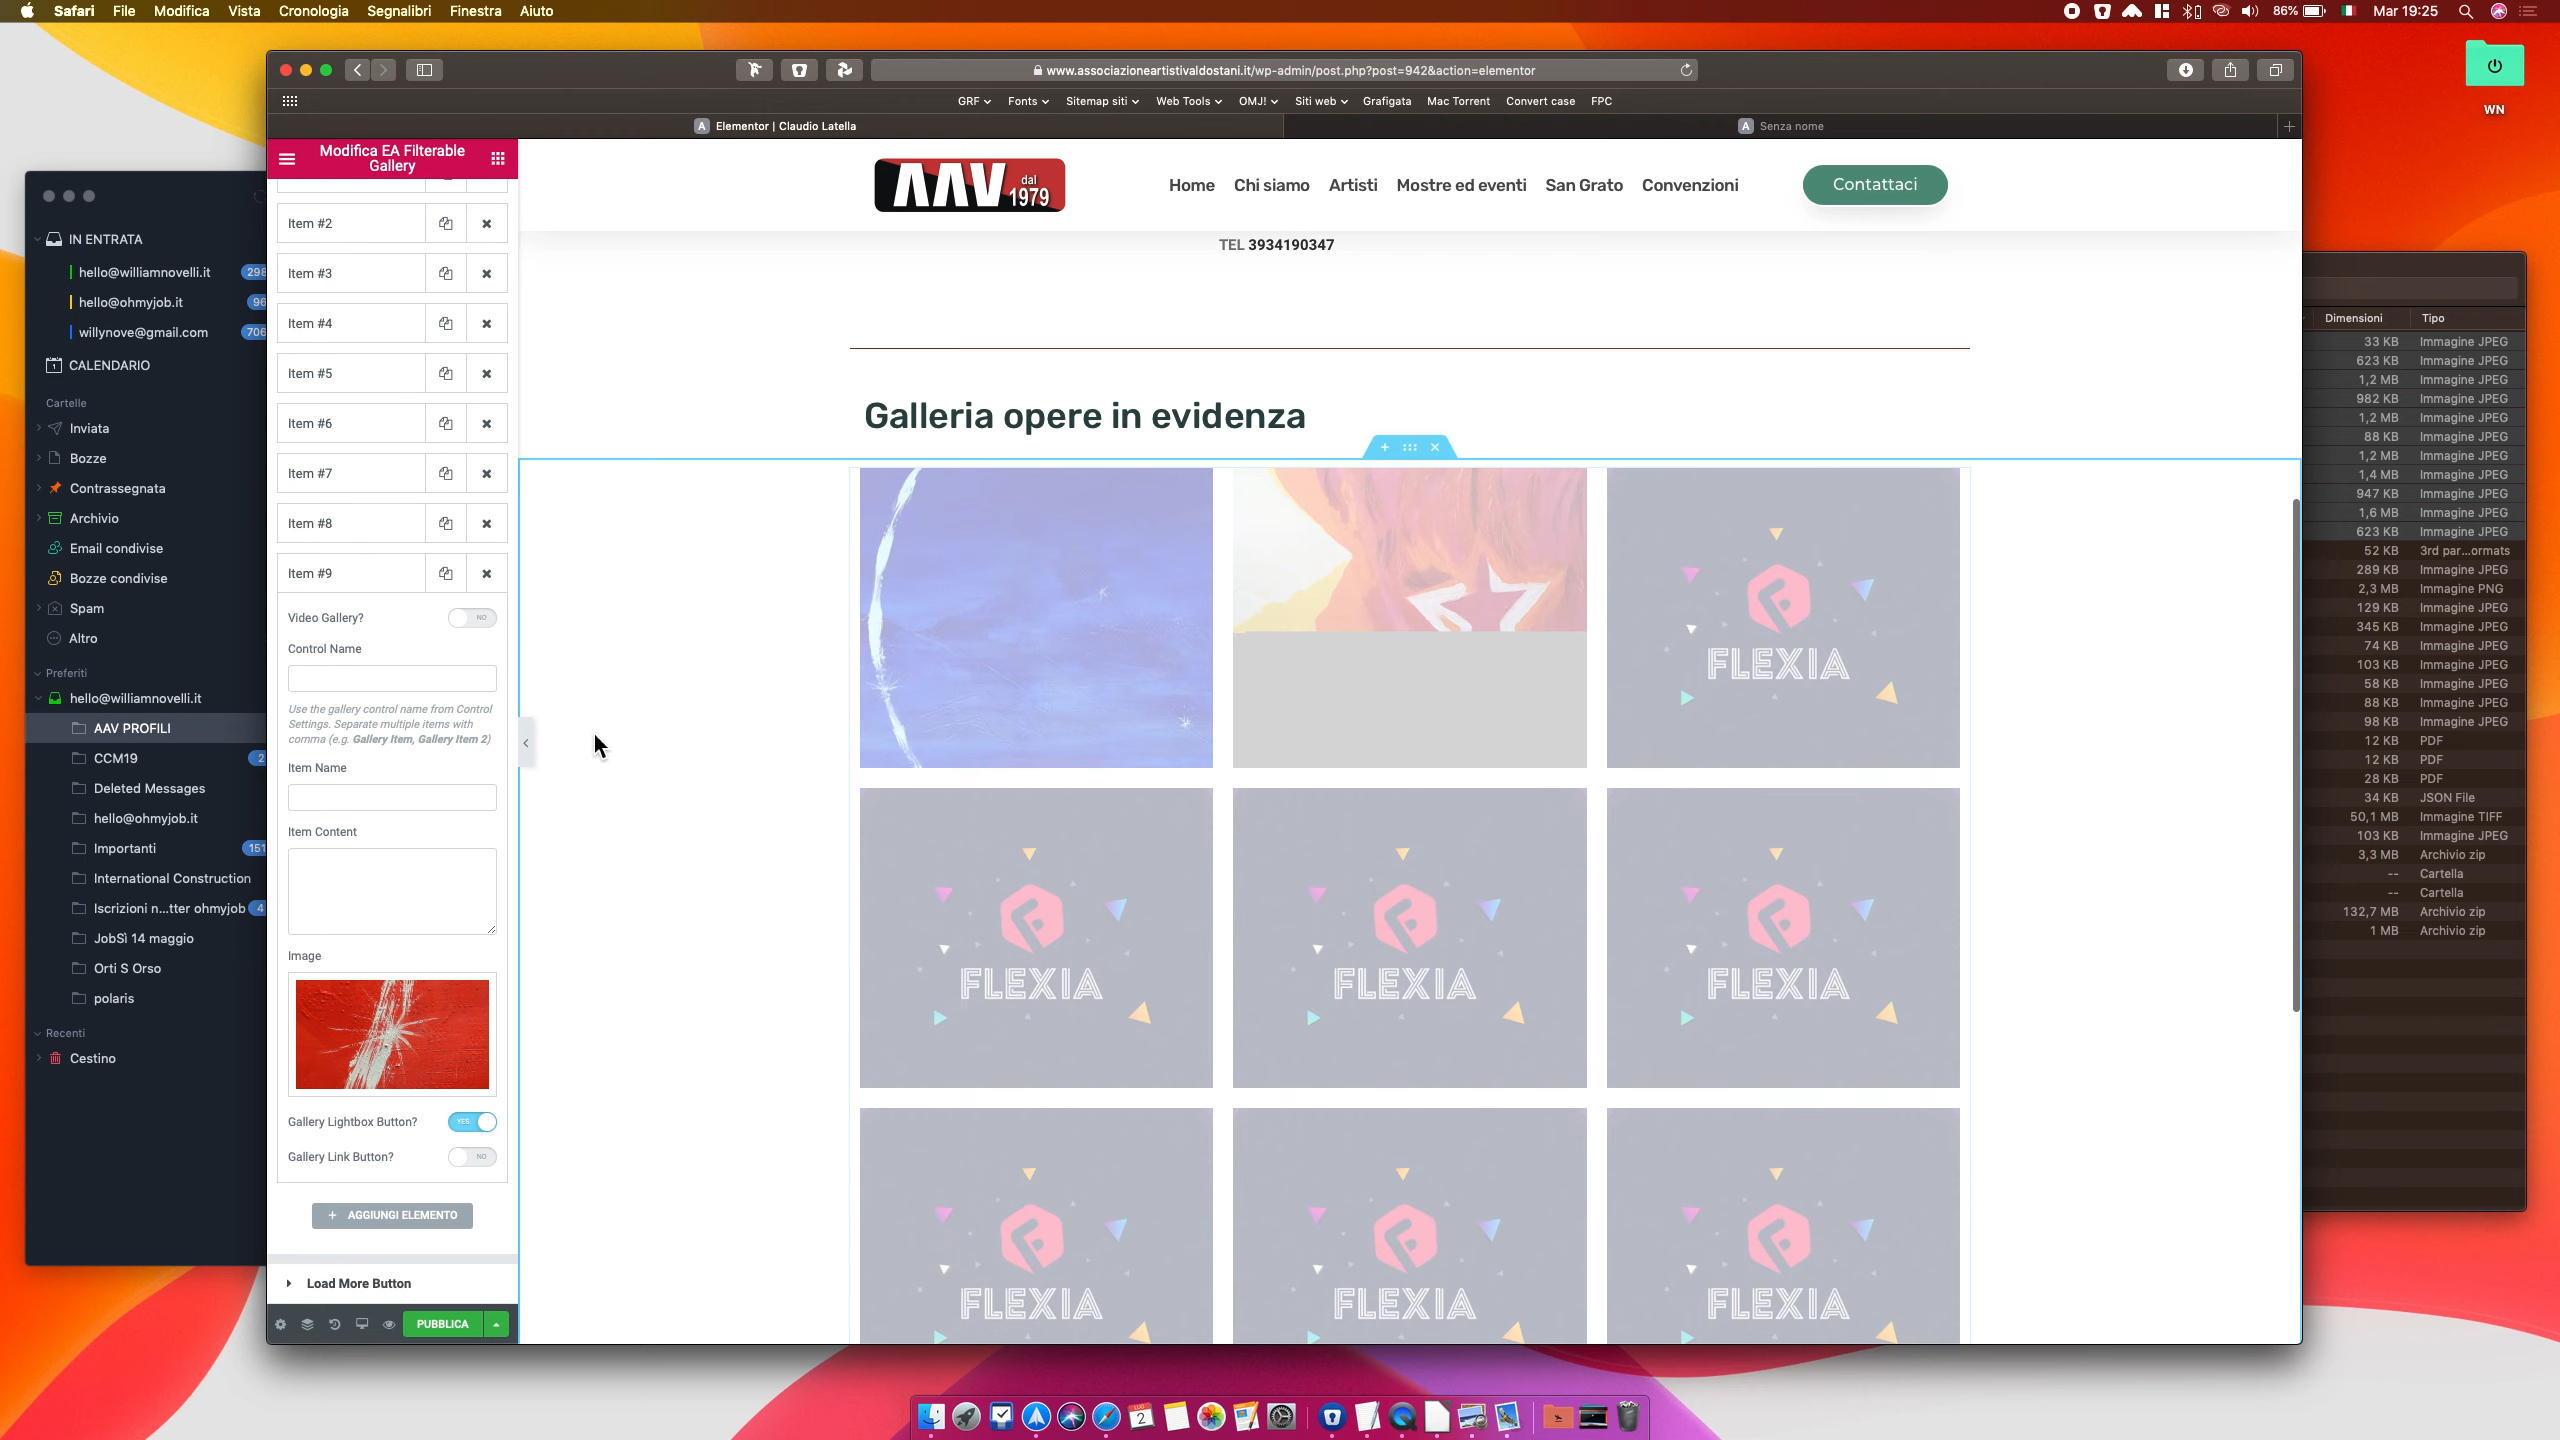 Safari File Modifica Vista Cronologia Segnalibri Finestra Aiuto
86% Mar 19:25
WN
www.associazioneartistivaldostani.it/wp-admin/post.php?post=942&action=elementor
GRF Fonts Sitemap siti Web Tools OMJ! Siti web Grafigata Mac Torrent Convert case FPC
Elementor | Claudio Latella
Senza nome
IN ENTRATA
hello@williamnovelli.it 298
hello@ohmyjob.it 96
willynove@gmail.com 706
CALENDARIO
Cartelle
Inviata
Bozze
Contrassegnata
Archivio
Email condivise
Bozze condivise
Spam
Altro
Preferiti
hello@williamnovelli.it
AAV PROFILI
CCM19 2
Deleted Messages
hello@ohmyjob.it
Importanti 151
International Construction
Iscrizioni n...tter ohmyjob 4
JobSì 14 maggio
Orti S Orso
polaris
Recenti
Cestino
Modifica EA Filterable
Gallery
Item #2
Item #3
Item #4
Item #5
Item #6
Item #7
Item #8
Item #9
Video Gallery? NO
Control Name
Use the gallery control name from Control
Settings. Separate multiple items with
comma (e.g. Gallery Item, Gallery Item 2)
Item Name
Item Content
Image
Gallery Lightbox Button? YES
Gallery Link Button? NO
+ AGGIUNGI ELEMENTO
Load More Button
PUBBLICA
AAV dal 1979
Home Chi siamo Artisti Mostre ed eventi San Grato Convenzioni
Contattaci
TEL 3934190347
Galleria opere in evidenza
FLEXIA
FLEXIA FLEXIA FLEXIA
FLEXIA FLEXIA FLEXIA
Dimensioni Tipo
33 KB Immagine JPEG
623 KB Immagine JPEG
1,2 MB Immagine JPEG
982 KB Immagine JPEG
1,2 MB Immagine JPEG
88 KB Immagine JPEG
1,2 MB Immagine JPEG
1,4 MB Immagine JPEG
947 KB Immagine JPEG
1,6 MB Immagine JPEG
623 KB Immagine JPEG
52 KB 3rd par...ormats
289 KB Immagine JPEG
2,3 MB Immagine PNG
129 KB Immagine JPEG
345 KB Immagine JPEG
74 KB Immagine JPEG
103 KB Immagine JPEG
58 KB Immagine JPEG
88 KB Immagine JPEG
98 KB Immagine JPEG
12 KB PDF
12 KB PDF
28 KB PDF
34 KB JSON File
50,1 MB Immagine TIFF
103 KB Immagine JPEG
3,3 MB Archivio zip
-- Cartella
-- Cartella
132,7 MB Archivio zip
1 MB Archivio zip
LUG
2